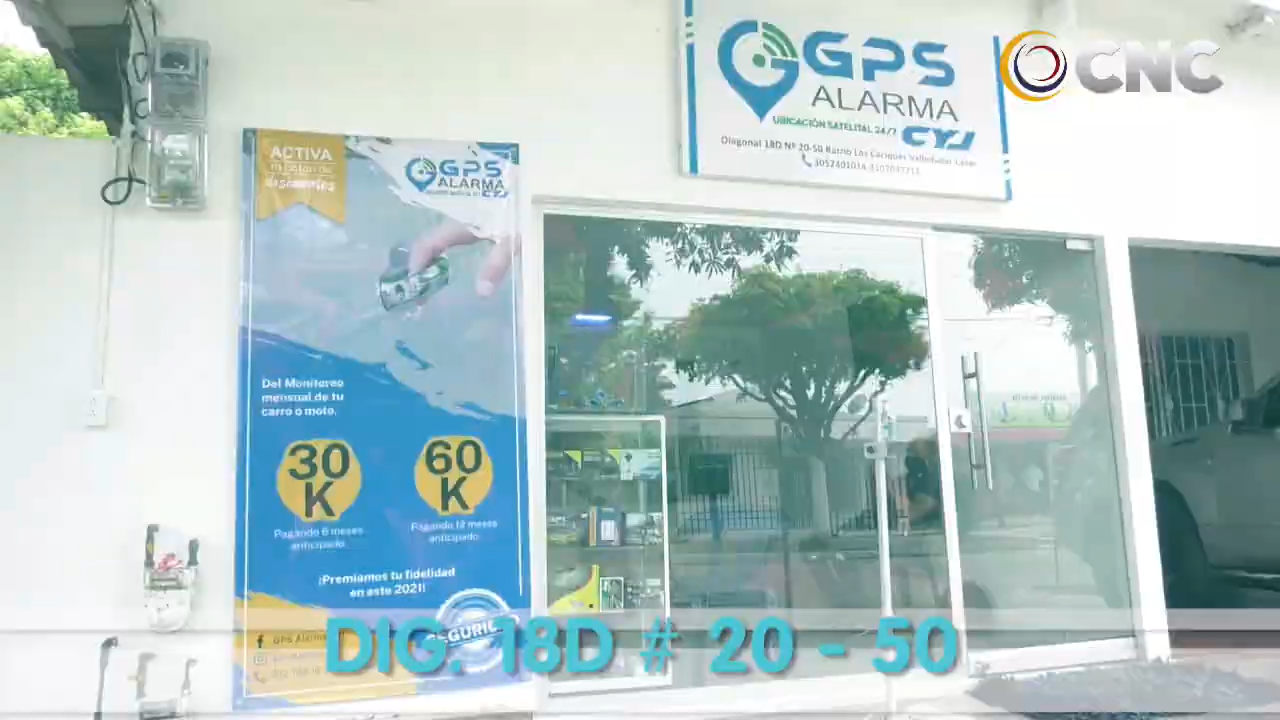 CNC
GPS
ALARMA
UBICACIÓN SATELITAL 24/7 CYJ
Diagonal 18D Nº 20-50 Barrio Los Caciques Valledupar-Cesar
ACTIVA
GPS
ALARMA
CYJ
Del Monitoreo
mensual de tu
carro o moto.
30
K
60
K
Pagando 6 meses
anticipado
Pagando 12 meses
anticipado
¡Premiamos tu fidelidad
en este 2021!
DIG. 18D # 20 - 50